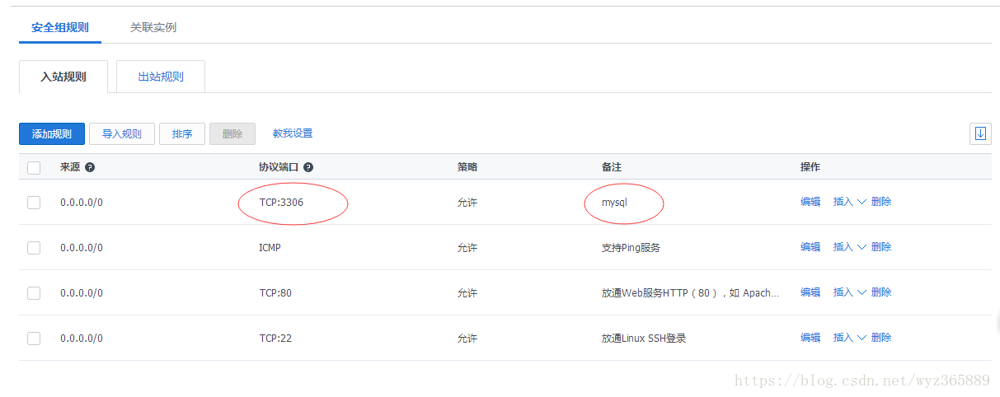 安全组规则 关联实例
入站规则 出站规则
添加规则 导入规则 排序 删除 教我设置
来源 ? 协议端口 ? 策略 备注 操作
0.0.0.0/0 TCP:3306 允许 mysql 编辑 插入 删除
0.0.0.0/0 ICMP 允许 支持Ping服务 编辑 插入 删除
0.0.0.0/0 TCP:80 允许 放通Web服务HTTP（80），如 Apach... 编辑 插入 删除
0.0.0.0/0 TCP:22 允许 放通Linux SSH登录 编辑 插入 删除
https://blog.csdn.net/wyz365889